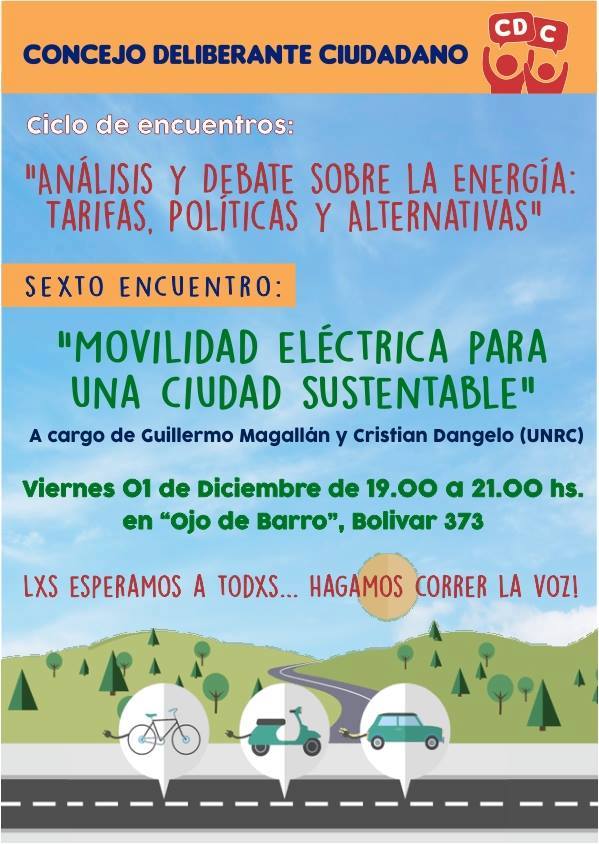 CONCEJO DELIBERANTE CIUDADANO
CD C
Ciclo de encuentros:
"ANÁLISIS Y DEBATE SOBRE LA ENERGÍA:
TARIFAS, POLÍTICAS Y ALTERNATIVAS"
SEXTO ENCUENTRO:
"MOVILIDAD ELÉCTRICA PARA
UNA CIUDAD SUSTENTABLE"
A cargo de Guillermo Magallán y Cristian Dangelo (UNRC)
Viernes 01 de Diciembre de 19.00 a 21.00 hs.
en “Ojo de Barro”, Bolivar 373
LXS ESPERAMOS A TODXS... HAGAMOS CORRER LA VOZ!